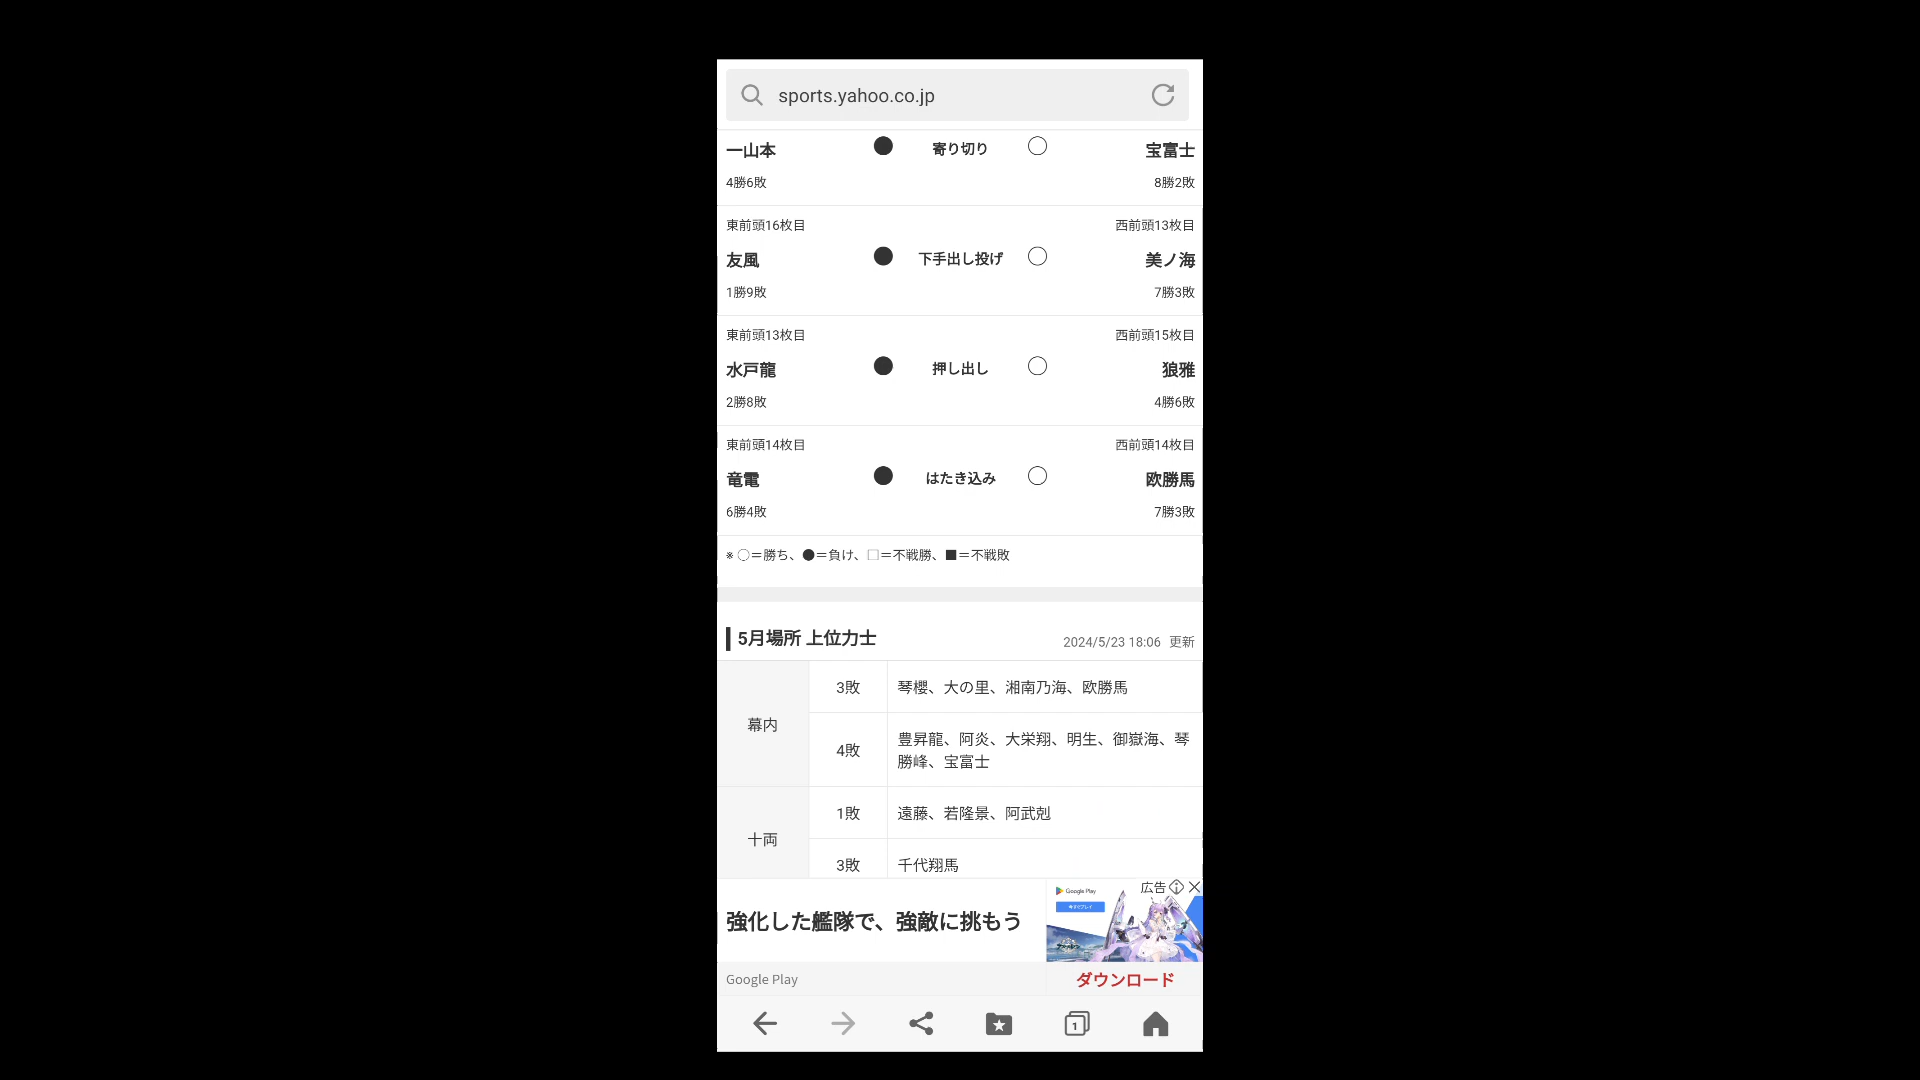 sports.yahoo.co.jp
一山本 ● 寄り切り ○ 宝富士
4勝6敗 8勝2敗
東前頭16枚目 西前頭13枚目
友風 ● 下手出し投げ ○ 美ノ海
1勝9敗 7勝3敗
東前頭13枚目 西前頭15枚目
水戸龍 ● 押し出し ○ 狼雅
2勝8敗 4勝6敗
東前頭14枚目 西前頭14枚目
竜電 ● はたき込み ○ 欧勝馬
6勝4敗 7勝3敗
※ ○＝勝ち、●＝負け、□＝不戦勝、■＝不戦敗
5月場所 上位力士 2024/5/23 18:06 更新
幕内
3敗 琴櫻、大の里、湘南乃海、欧勝馬
4敗 豊昇龍、阿炎、大栄翔、明生、御嶽海、琴
勝峰、宝富士
十両
1敗 遠藤、若隆景、阿武剋
3敗 千代翔馬
広告
Google Play
今すぐプレイ
強化した艦隊で、強敵に挑もう
Google Play ダウンロード
1